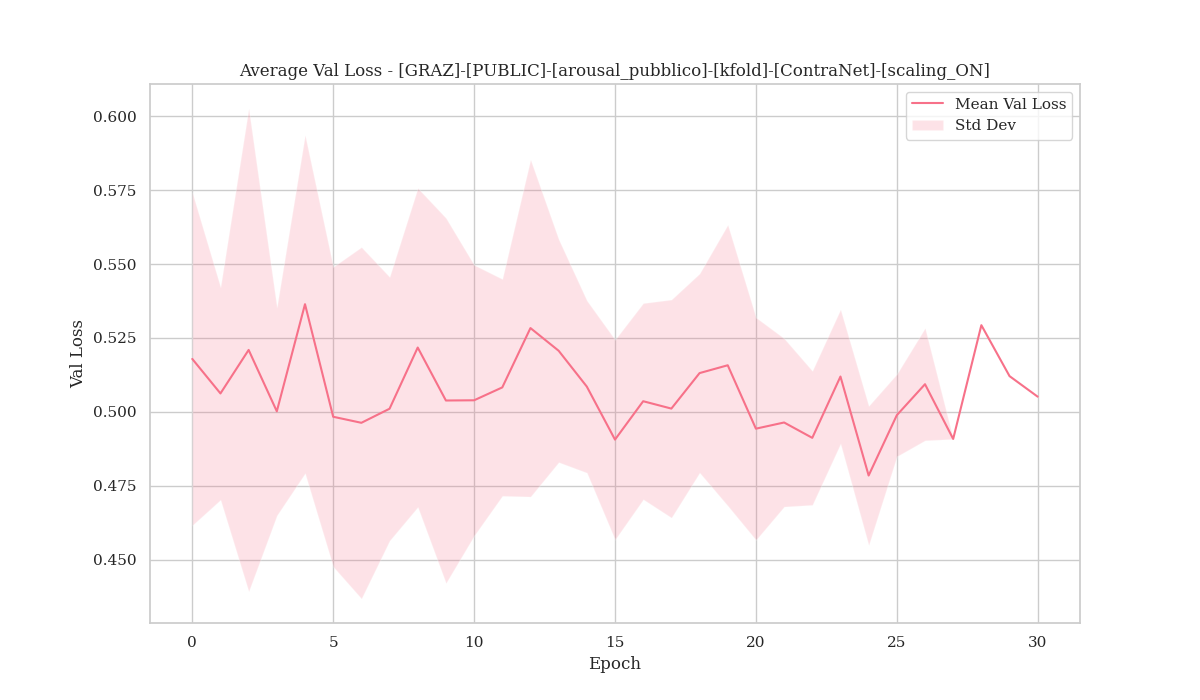 Average Val Loss - [GRAZ]-[PUBLIC]-[arousal_pubblico]-[kfold]-[ContraNet]-[scaling_ON]
Mean Val Loss
Std Dev
Val Loss
0.600
0.575
0.550
0.525
0.500
0.475
0.450
0 5 10 15 20 25 30
Epoch